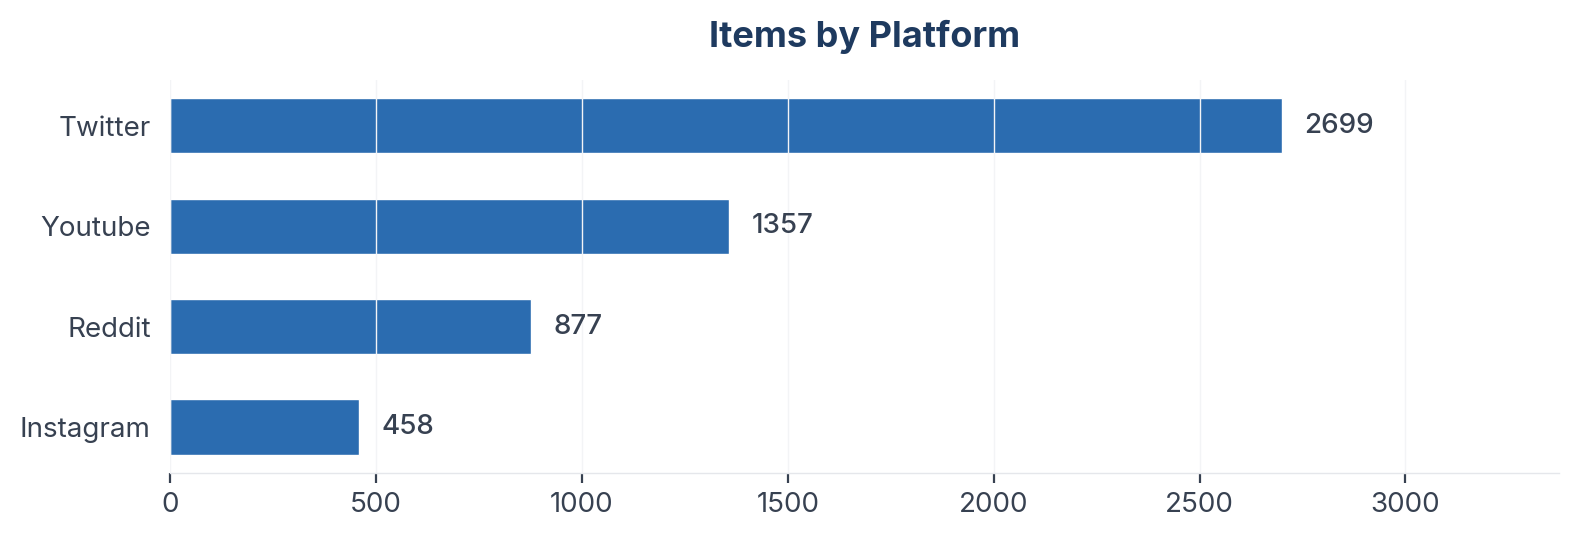 Items by Platform
Twitter 2699
Youtube 1357
Reddit 877
Instagram 458
0 500 1000 1500 2000 2500 3000